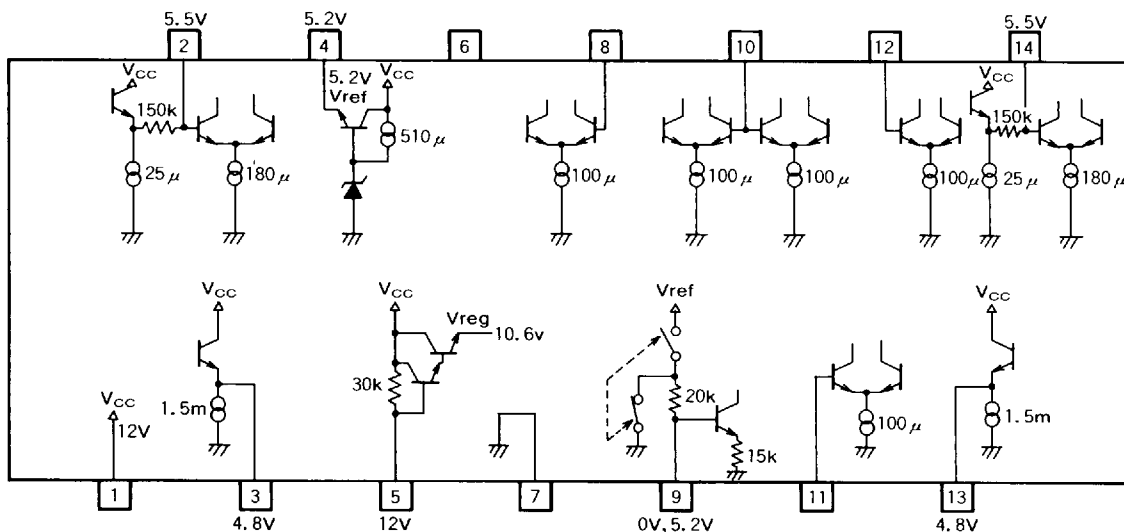 5.5V 5.2V 5.5V
2 4 6 8 10 12 14
VCC 5.2V VCC VCC
Vref
150k 510μ 150k
25μ 180μ 100μ 100μ 100μ 100μ 25μ 180μ
VCC VCC Vref VCC
Vreg 10.6v
30k 20k
VCC 1.5m 100μ 1.5m
12V 15k
1 3 5 7 9 11 13
4.8V 12V 0V, 5.2V 4.8V